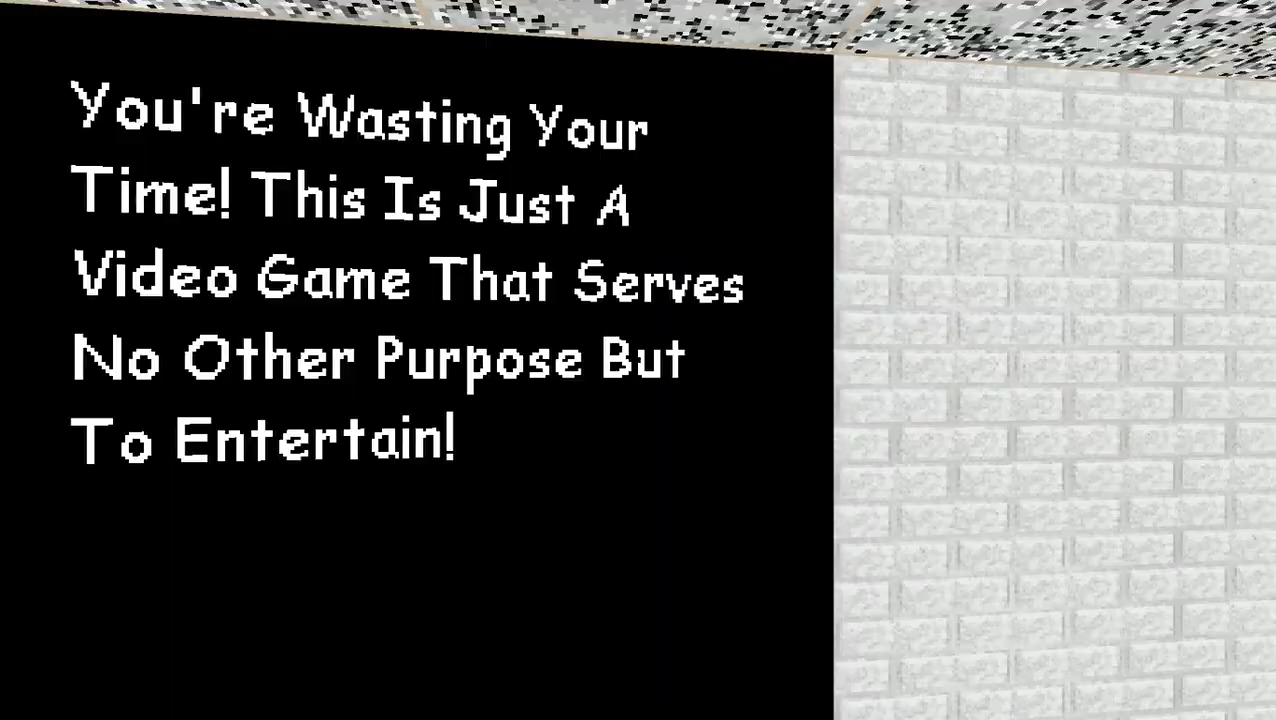 You're Wasting Your
Time! This Is Just A
Video Game That Serves
No Other Purpose But
To Entertain!